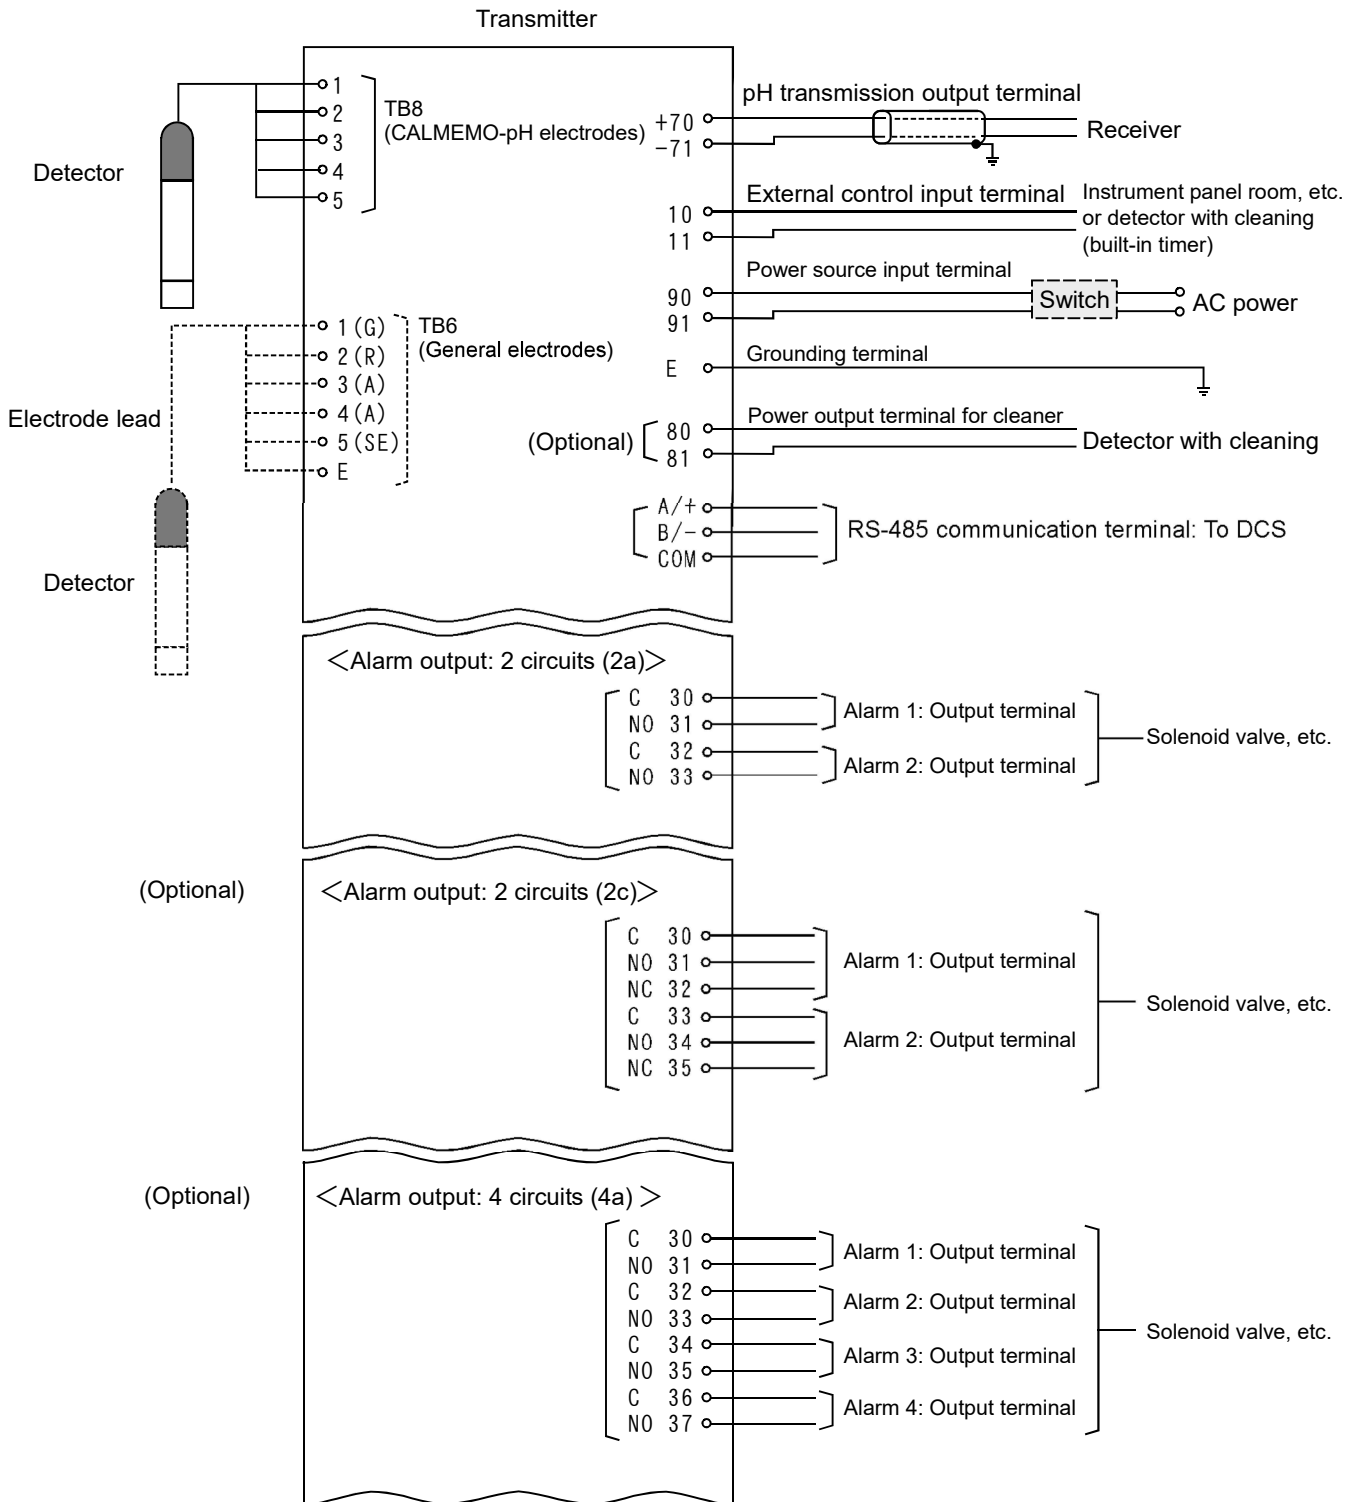 Transmitter
1
2
3
4
5
TB8
(CALMEMO-pH electrodes)
Detector
+70
−71
pH transmission output terminal
Receiver
10
11
External control input terminal
Instrument panel room, etc.
or detector with cleaning
(built-in timer)
90
91
Power source input terminal
Switch
AC power
1(G)
2(R)
3(A)
4(A)
5(SE)
E
TB6
(General electrodes)
Electrode lead
Detector
E
Grounding terminal
(Optional)
80
81
Power output terminal for cleaner
Detector with cleaning
A/+
B/−
COM
RS-485 communication terminal: To DCS
<Alarm output: 2 circuits (2a)>
C 30
NO 31
C 32
NO 33
Alarm 1: Output terminal
Alarm 2: Output terminal
Solenoid valve, etc.
(Optional)
<Alarm output: 2 circuits (2c)>
C 30
NO 31
NC 32
C 33
NO 34
NC 35
Alarm 1: Output terminal
Alarm 2: Output terminal
Solenoid valve, etc.
(Optional)
<Alarm output: 4 circuits (4a) >
C 30
NO 31
C 32
NO 33
C 34
NO 35
C 36
NO 37
Alarm 1: Output terminal
Alarm 2: Output terminal
Alarm 3: Output terminal
Alarm 4: Output terminal
Solenoid valve, etc.